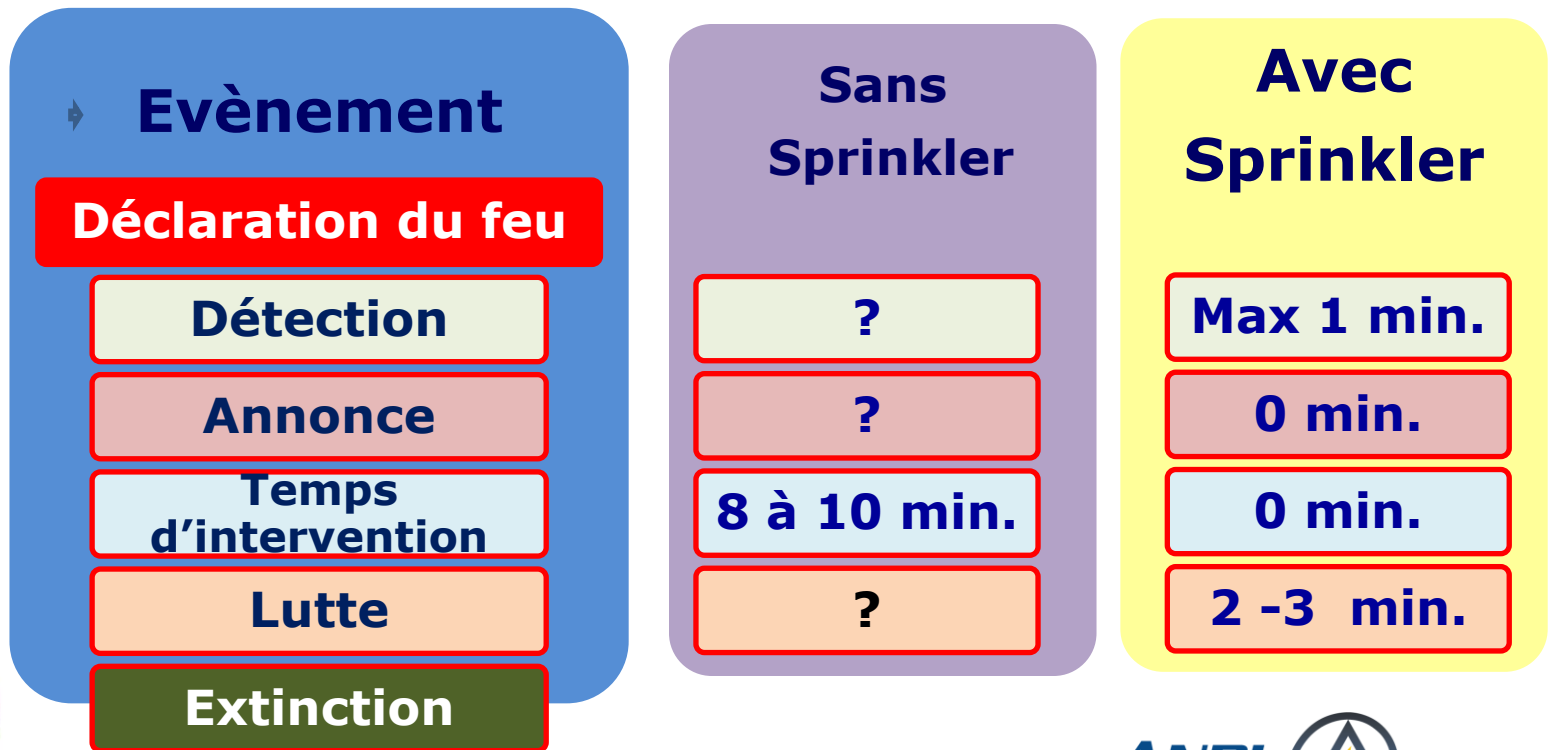 Evènement
Déclaration du feu
Détection
Annonce
Temps
d’intervention
Lutte
Extinction
Sans
Sprinkler
?
?
8 à 10 min.
?
Avec
Sprinkler
Max 1 min.
0 min.
0 min.
2 -3  min.